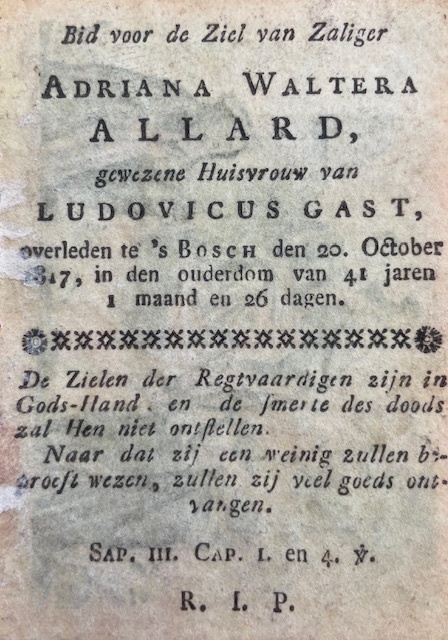 Bid voor de Ziel van Zaliger
ADRIANA WALTERA
ALLARD,
gewezene Huisvrouw van
LUDOVICUS GAST,
overleden te 's BOSCH den 20. October
1817, in den ouderdom van 41 jaren
1 maand en 26 dagen.
De Zielen der Regtvaardigen zijn in
Gods-Hand. en de ſmerte des doods
zal Hen niet ontſtellen.
Naar dat zij een weinig zullen be-
droeft wezen, zullen zij veel goeds ont-
vangen.
SAP. III. CAP. I. en 4. ℣.
R. I. P.